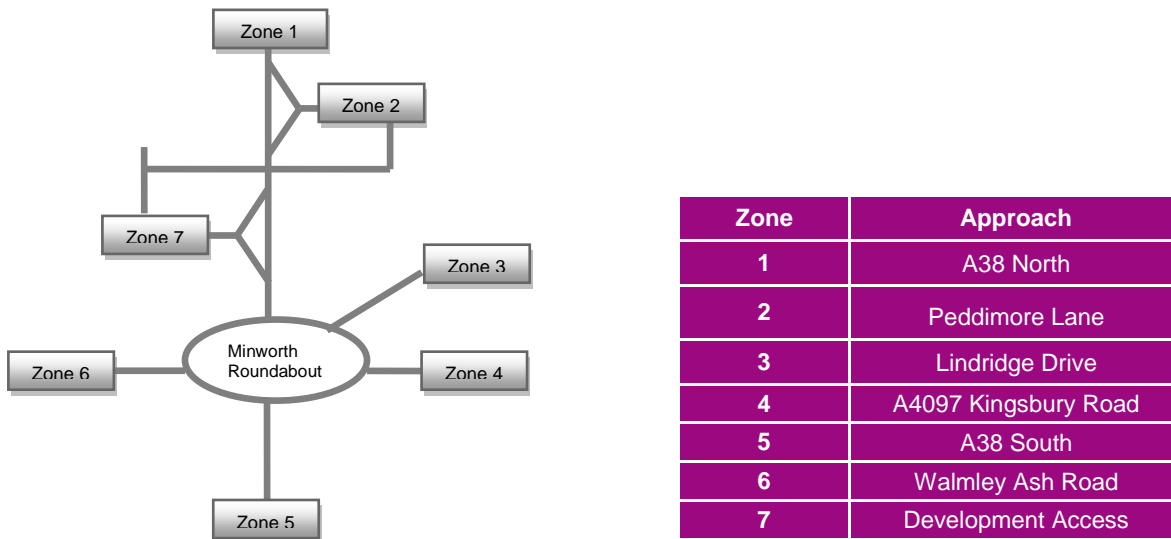 Zone 1
Zone 2
Zone 7
Zone 3
Minworth
Roundabout
Zone 6
Zone 4
Zone 5
Zone Approach
1 A38 North
2 Peddimore Lane
3 Lindridge Drive
4 A4097 Kingsbury Road
5 A38 South
6 Walmley Ash Road
7 Development Access